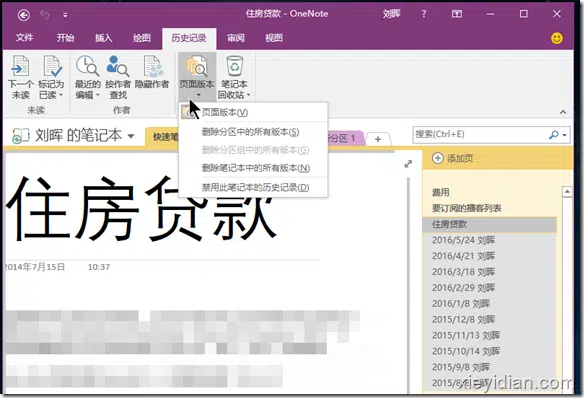 住房贷款 - OneNote 刘晖 ?
文件 开始 插入 绘图 历史记录 审阅 视图
下一个未读 标记为已读 最近的编辑 按作者查找 隐藏作者 页面版本 笔记本回收站
未读 作者
页面版本(V)
删除分区中的所有版本(S)
删除分区组中的所有版本(G)
删除笔记本中的所有版本(N)
禁用此笔记本的历史记录(D)
刘晖 的笔记本 快速笔 分区 1 + 搜索(Ctrl+E)
住房贷款
2014年7月15日 10:37
添加页
费用
要订阅的播客列表
住房贷款
2016/5/24 刘晖
2016/4/21 刘晖
2016/3/18 刘晖
2016/2/29 刘晖
2016/1/8 刘晖
2015/12/8 刘晖
2015/11/13 刘晖
2015/10/14 刘晖
2015/9/8 刘晖
2015/8
xieyidian.com